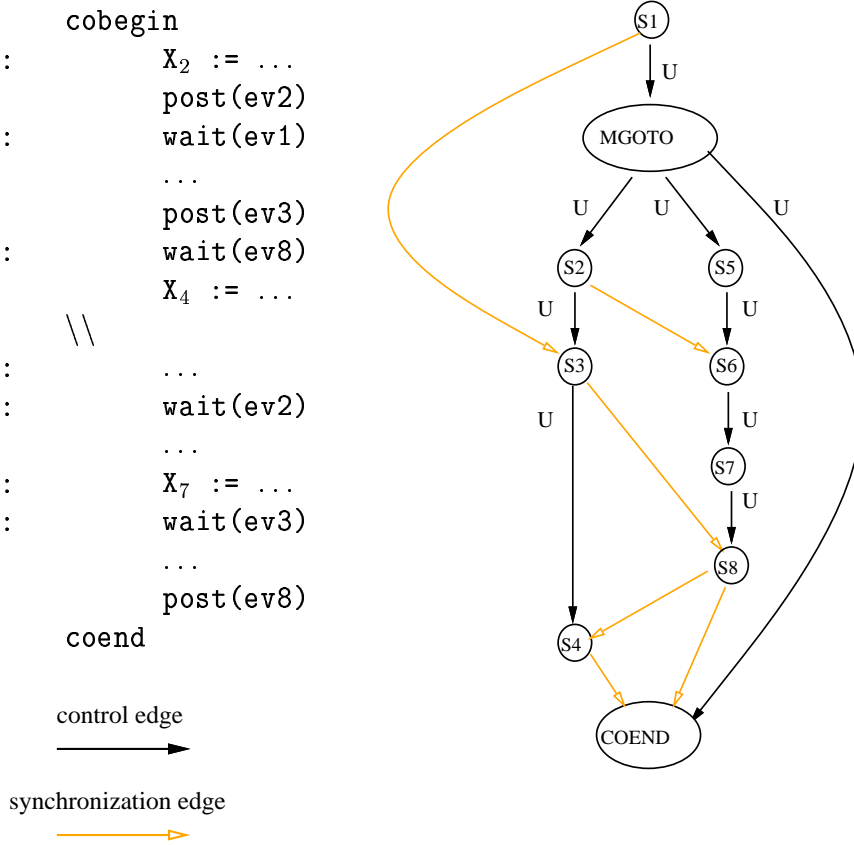 cobegin
: X₂ := ...
post(ev2)
: wait(ev1)
...
post(ev3)
: wait(ev8)
X₄ := ...
\\
: ...
: wait(ev2)
...
: X₇ := ...
: wait(ev3)
...
post(ev8)
coend
control edge
synchronization edge
S1
U
MGOTO
U U U
S2 S5
U U
S3 S6
U U
S7
U
S8
S4
COEND